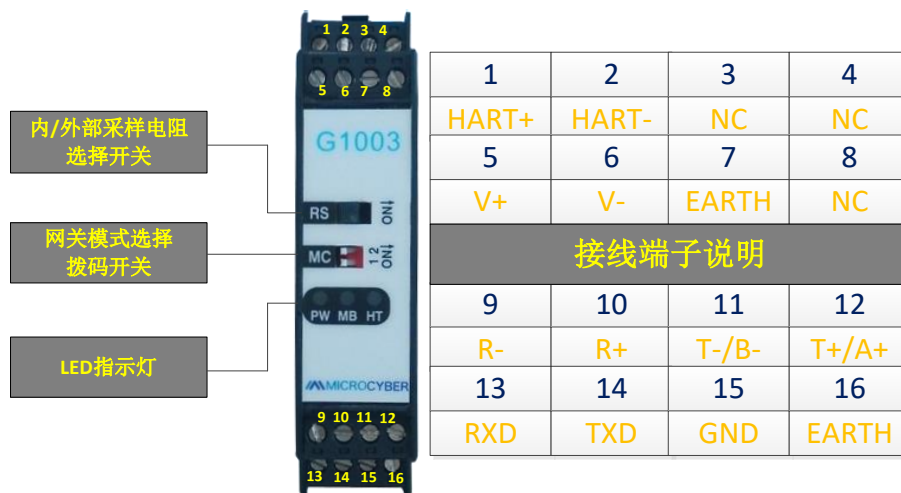 1 2 3 4
5 6 7 8
G1003
RS
ON↓
MC
1 2
ON↓
PW MB HT
MICROCYBER
9 10 11 12
13 14 15 16
内/外部采样电阻
选择开关
网关模式选择
拨码开关
LED指示灯
1 2 3 4
HART+ HART- NC NC
5 6 7 8
V+ V- EARTH NC
接线端子说明
9 10 11 12
R- R+ T-/B- T+/A+
13 14 15 16
RXD TXD GND EARTH